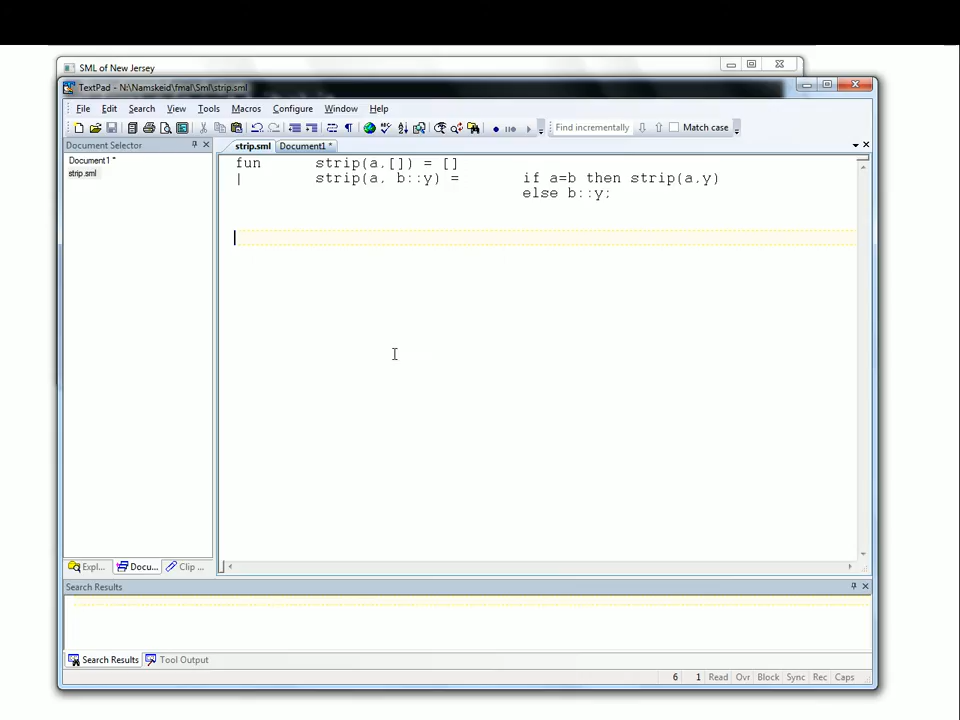 SML of New Jersey
TextPad - N:\Namskeid\fmal\Sml\strip.sml
File Edit Search View Tools Macros Configure Window Help
Find incrementally Match case
Document Selector
strip.sml Document1 *
Document1 *
strip.sml
fun strip(a,[]) = []
| strip(a, b::y) = if a=b then strip(a,y)
else b::y;
Expl... Docu... Clip ...
Search Results
Search Results Tool Output
6 1 Read Ovr Block Sync Rec Caps